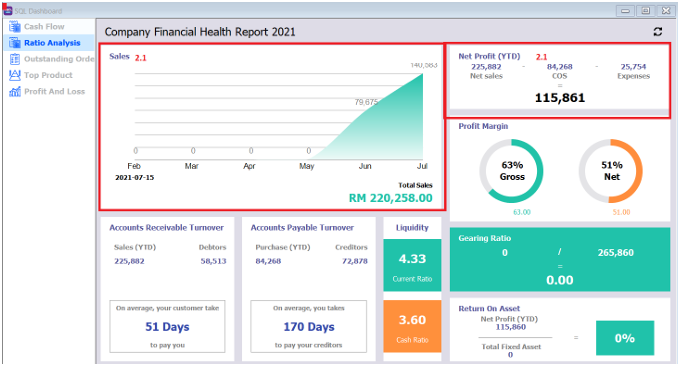 SQL Dashboard
Cash Flow
Ratio Analysis
Outstanding Orde
Top Product
Profit And Loss
Company Financial Health Report 2021
Sales 2.1
140,583
79,675
0 0 0 0
Feb Mar Apr May Jun Jul
2021-07-15
Total Sales
RM 220,258.00
Net Profit (YTD) 2.1
225,882 - 84,268 - 25,754
Net sales COS Expenses
=
115,861
Profit Margin
63%
Gross
63.00
51%
Net
51.00
Accounts Receivable Turnover
Sales (YTD) Debtors
225,882 58,513
On average, your customer take
51 Days
to pay you
Accounts Payable Turnover
Purchase (YTD) Creditors
84,268 72,878
On average, you takes
170 Days
to pay your creditors
Liquidity
4.33
Current Ratio
3.60
Cash Ratio
Gearing Ratio
0 / 265,860
=
0.00
Return On Asset
Net Profit (YTD)
115,860
Total Fixed Asset
0
= 0%